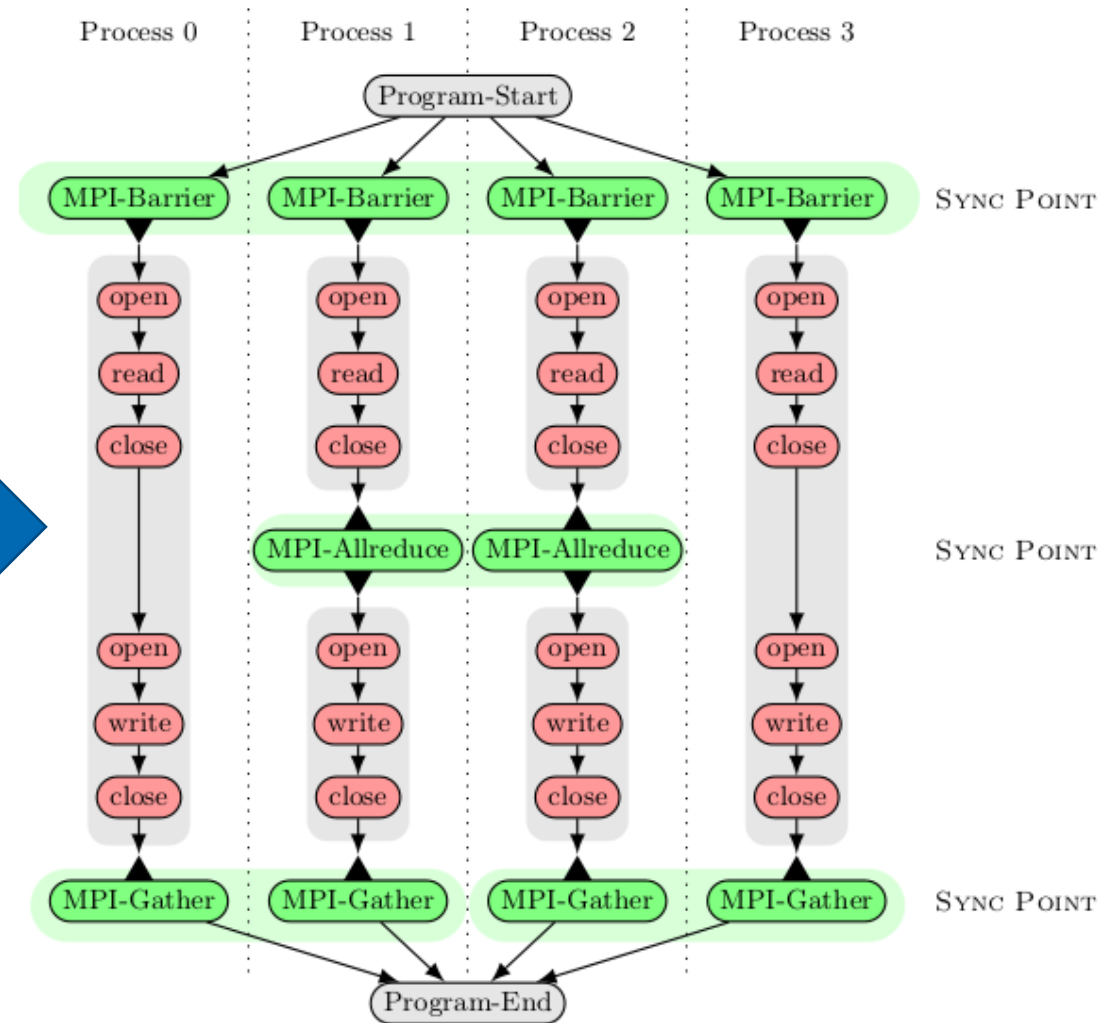 Process 0 Process 1 Process 2 Process 3
Program-Start
MPI-Barrier MPI-Barrier MPI-Barrier MPI-Barrier SYNC POINT
open open open open
read read read read
close close close close
MPI-Allreduce MPI-Allreduce SYNC POINT
open open open open
write write write write
close close close close
MPI-Gather MPI-Gather MPI-Gather MPI-Gather SYNC POINT
Program-End